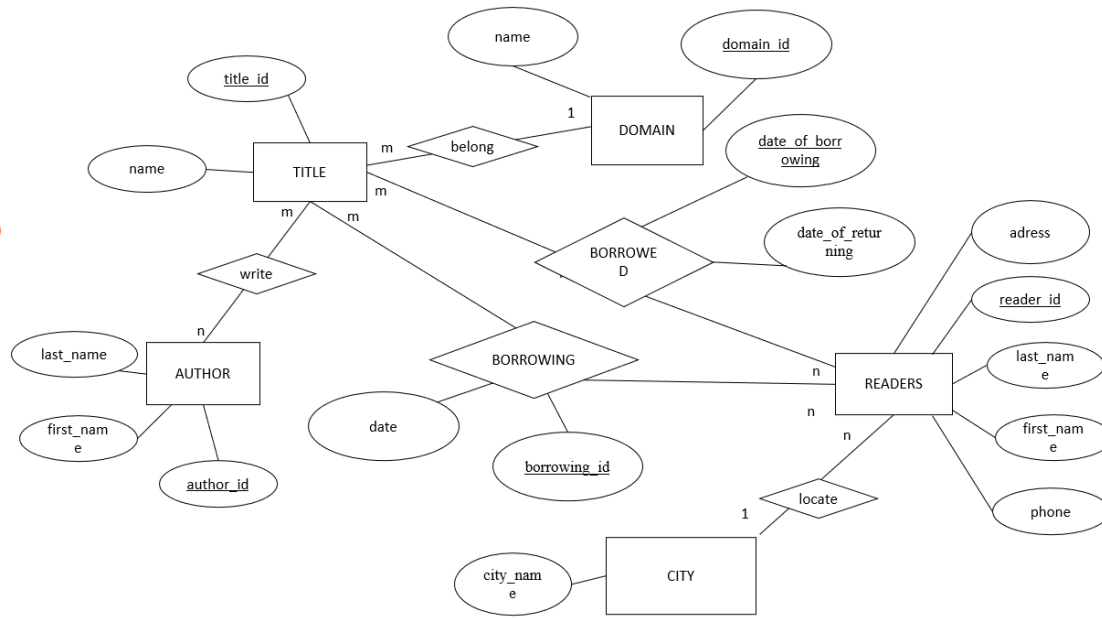 name
domain_id
title_id
1
DOMAIN
m
belong
date_of_borr
owing
name
TITLE
m
m
m
adress
date_of_retur
ning
BORROWE
D
write
reader_id
n
last_name
last_nam
e
BORROWING
AUTHOR
n
READERS
n
date
n
first_nam
e
first_nam
e
borrowing_id
author_id
locate
phone
1
city_nam
e
CITY